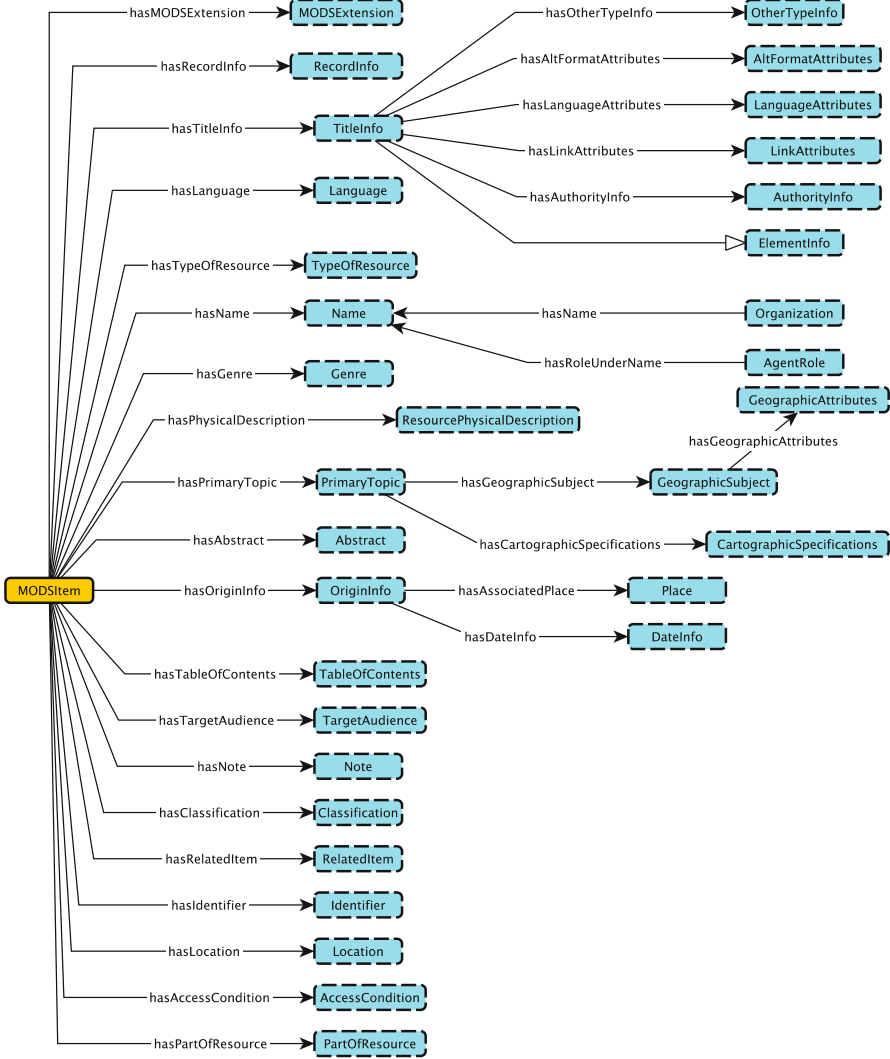 hasMODSExtension MODSExtension hasOtherTypeInfo OtherTypeInfo
hasAltFormatAttributes AltFormatAttributes
hasRecordInfo RecordInfo
hasLanguageAttributes LanguageAttributes
hasTitleInfo TitleInfo
hasLinkAttributes LinkAttributes
hasLanguage Language hasAuthorityInfo AuthorityInfo
ElementInfo
hasTypeOfResource TypeOfResource
hasName Name hasName Organization
hasRoleUnderName AgentRole
hasGenre Genre
GeographicAttributes
hasPhysicalDescription ResourcePhysicalDescription
hasGeographicAttributes
hasPrimaryTopic PrimaryTopic hasGeographicSubject GeographicSubject
hasAbstract Abstract
hasCartographicSpecifications CartographicSpecifications
MODSItem hasOriginInfo OriginInfo hasAssociatedPlace Place
hasDateInfo DateInfo
hasTableOfContents TableOfContents
hasTargetAudience TargetAudience
hasNote Note
hasClassification Classification
hasRelatedItem RelatedItem
hasIdentifier Identifier
hasLocation Location
hasAccessCondition AccessCondition
hasPartOfResource PartOfResource